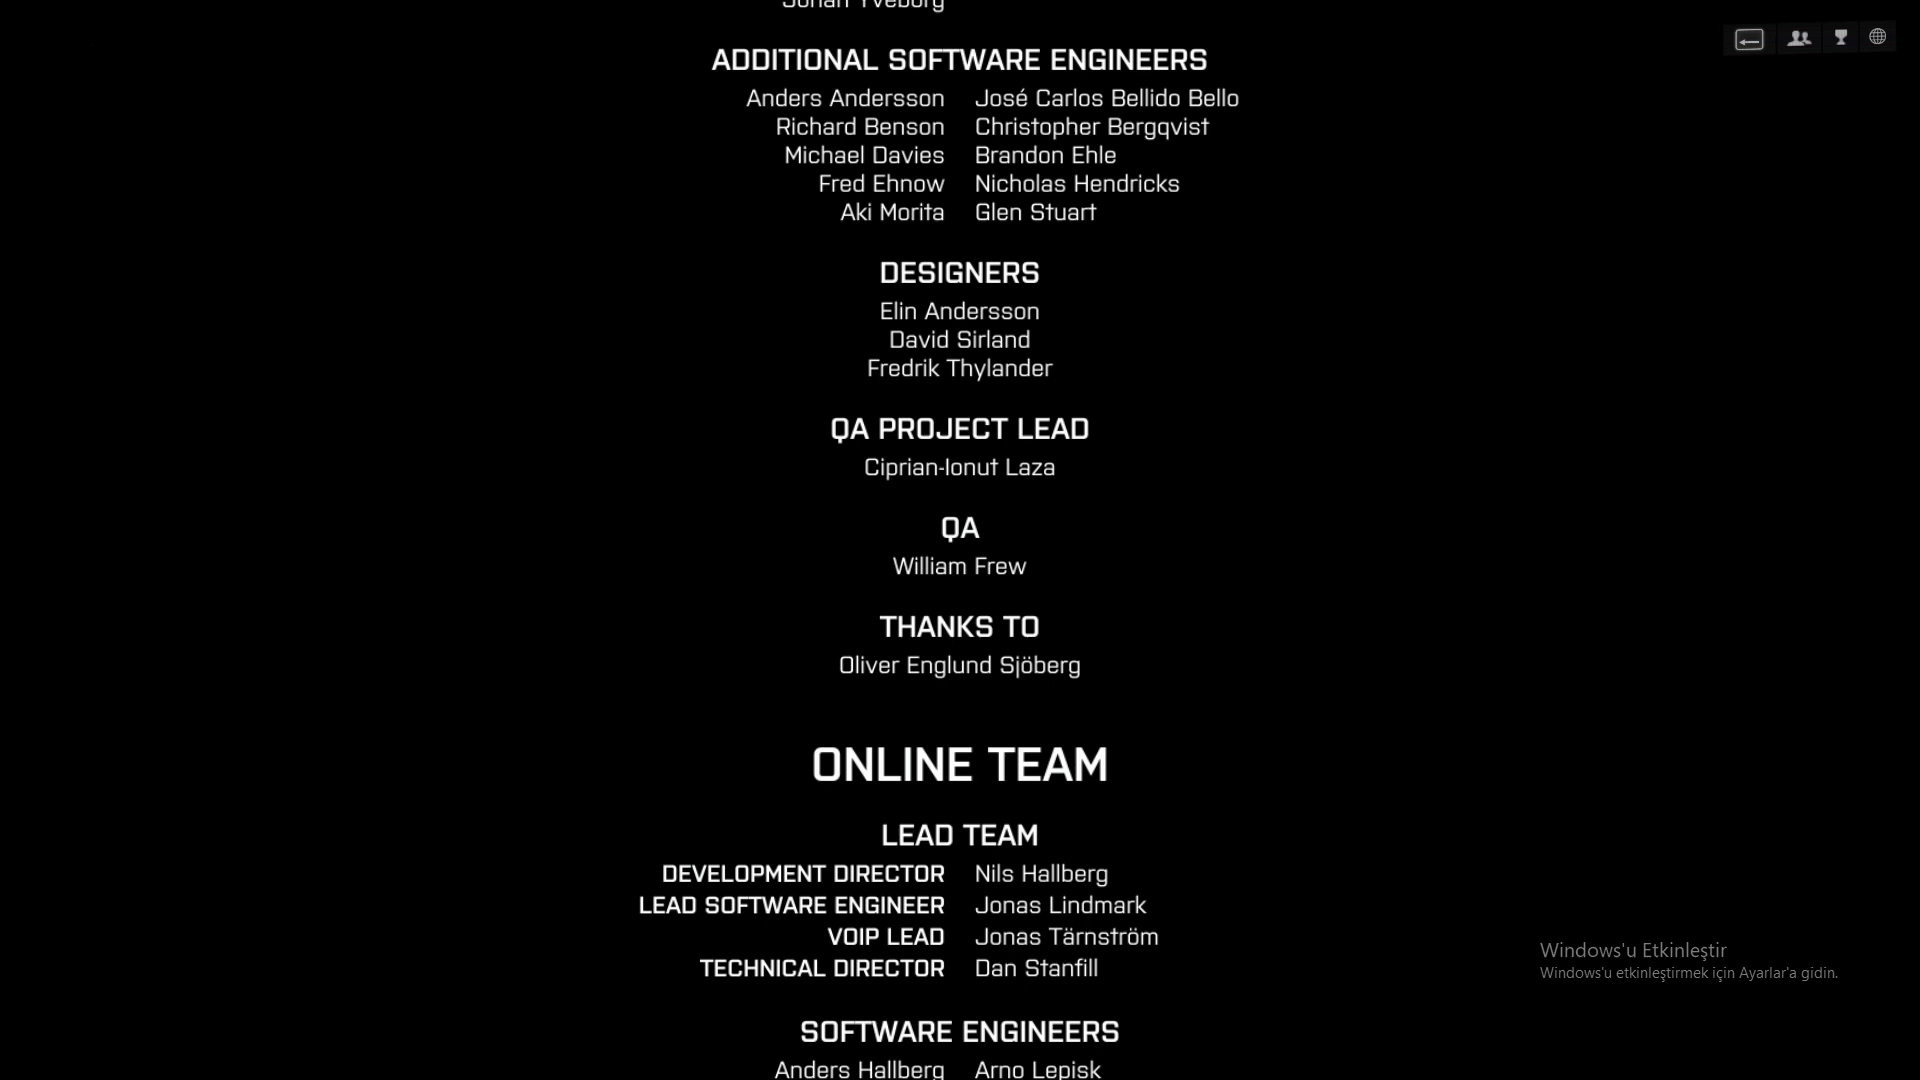 Johan Yveborg
ADDITIONAL SOFTWARE ENGINEERS
Anders Andersson José Carlos Bellido Bello
Richard Benson Christopher Bergqvist
Michael Davies Brandon Ehle
Fred Ehnow Nicholas Hendricks
Aki Morita Glen Stuart
DESIGNERS
Elin Andersson
David Sirland
Fredrik Thylander
QA PROJECT LEAD
Ciprian-Ionut Laza
QA
William Frew
THANKS TO
Oliver Englund Sjöberg
ONLINE TEAM
LEAD TEAM
DEVELOPMENT DIRECTOR Nils Hallberg
LEAD SOFTWARE ENGINEER Jonas Lindmark
VOIP LEAD Jonas Tärnström
TECHNICAL DIRECTOR Dan Stanfill
SOFTWARE ENGINEERS
Anders Hallberg Arno Lepisk
Windows'u Etkinleştir
Windows'u etkinleştirmek için Ayarlar'a gidin.